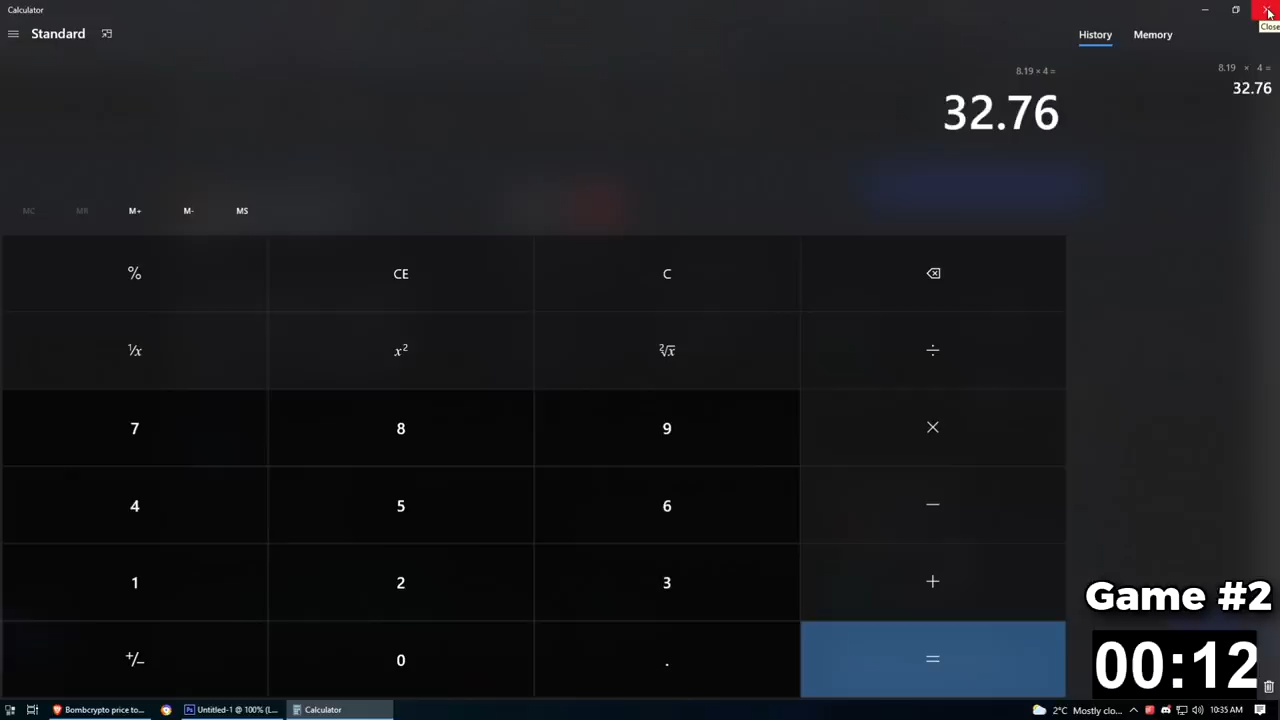 Calculator
Close
Standard
History
Memory
8.19 × 4 =
32.76
8.19 × 4 =
32.76
MC
MR
M+
M-
MS
%
CE
C
¹/x
x²
²√x
÷
7
8
9
×
4
5
6
−
1
2
3
+
+/−
0
.
=
Game #2
00:12
Bombcrypto price to...
Untitled-1 @ 100% (L...
Calculator
2°C Mostly clo...
10:35 AM